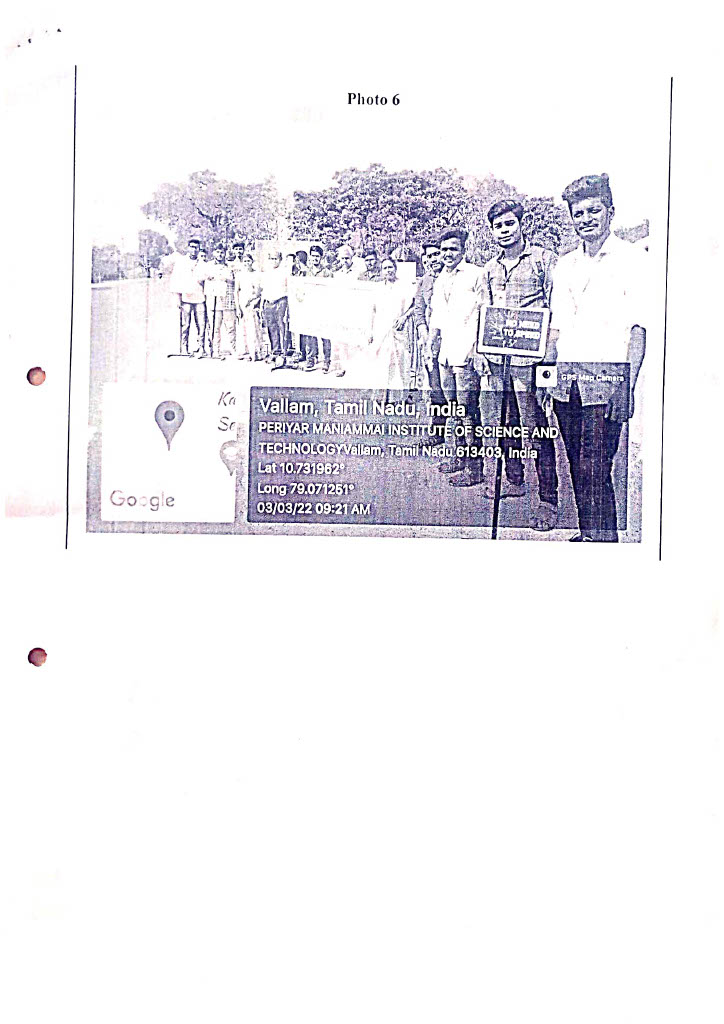 Photo 6
GPS Map Camera
Ka
Se
Vallam, Tamil Nadu, India
PERIYAR MANIAMMAI INSTITUTE OF SCIENCE AND
TECHNOLOGYVallam, Tamil Nadu 613403, India
Lat 10.731962°
Long 79.071251°
03/03/22 09:21 AM
Google